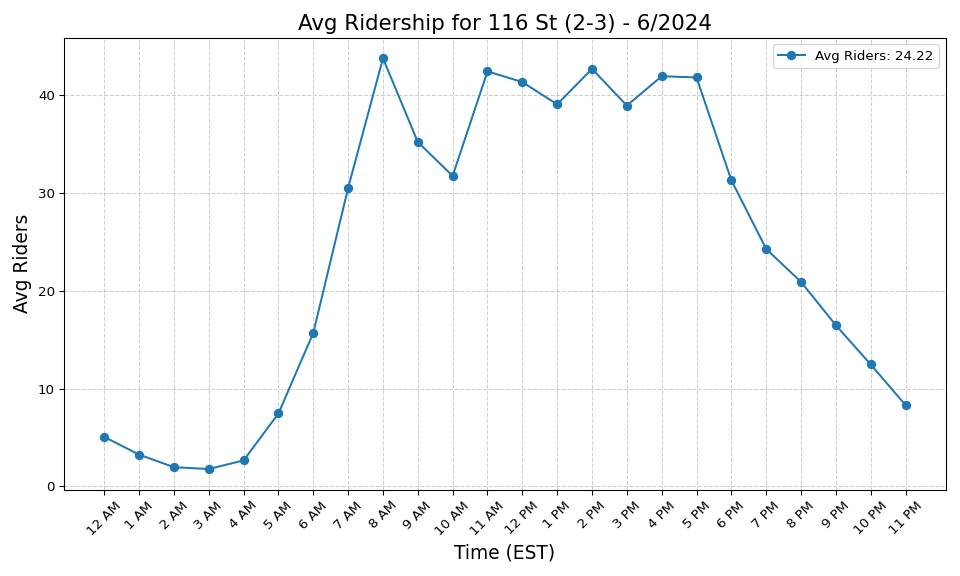 Avg Ridership for 116 St (2-3) - 6/2024
Avg Riders: 24.22
Avg Riders
40
30
20
10
0
12 AM
1 AM
2 AM
3 AM
4 AM
5 AM
6 AM
7 AM
8 AM
9 AM
10 AM
11 AM
12 PM
1 PM
2 PM
3 PM
4 PM
5 PM
6 PM
7 PM
8 PM
9 PM
10 PM
11 PM
Time (EST)